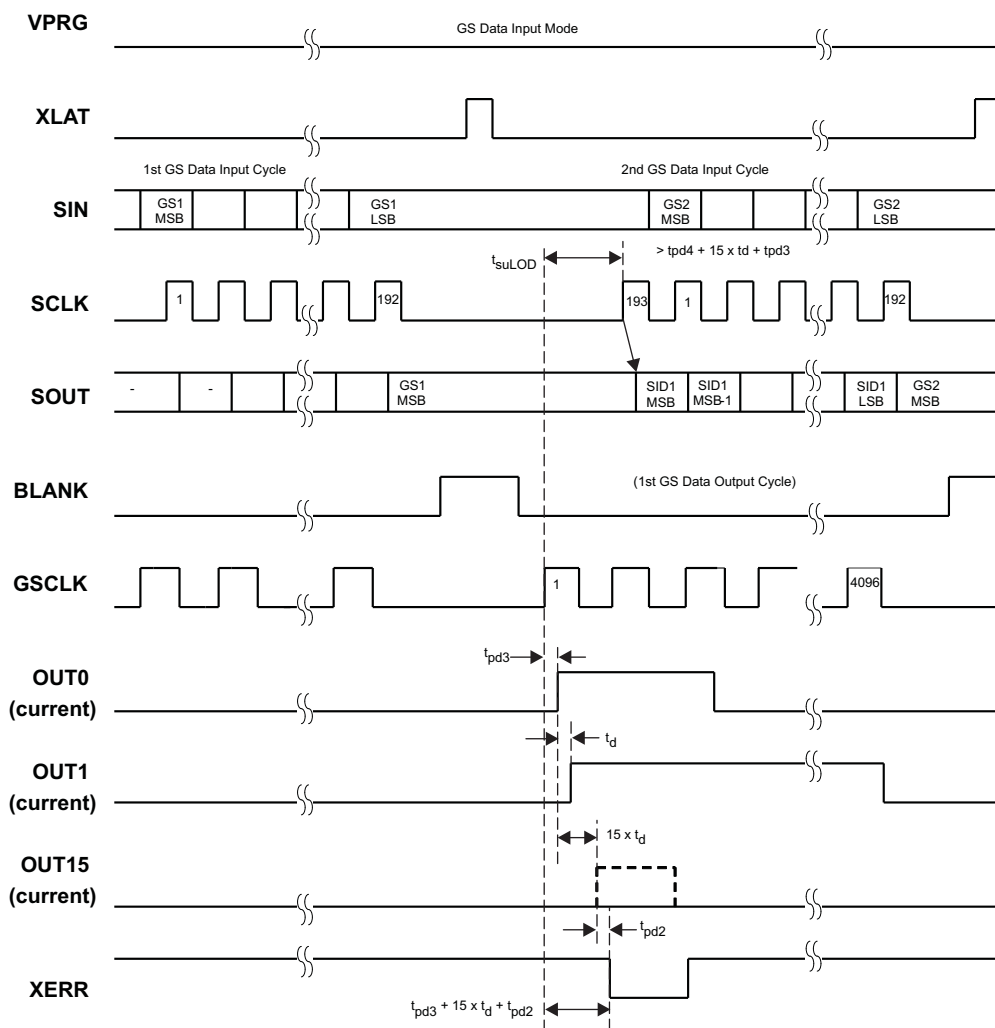 VPRG
GS Data Input Mode
XLAT
1st GS Data Input Cycle
2nd GS Data Input Cycle
SIN
GS1
MSB
GS1
LSB
GS2
MSB
GS2
LSB
tsuLOD
> tpd4 + 15 x td + tpd3
SCLK
1
192
193
1
192
SOUT
-
-
GS1
MSB
SID1
MSB
SID1
MSB-1
SID1
LSB
GS2
MSB
BLANK
(1st GS Data Output Cycle)
GSCLK
1
4096
tpd3
OUT0
(current)
td
OUT1
(current)
15 x td
OUT15
(current)
tpd2
XERR
tpd3 + 15 x td + tpd2